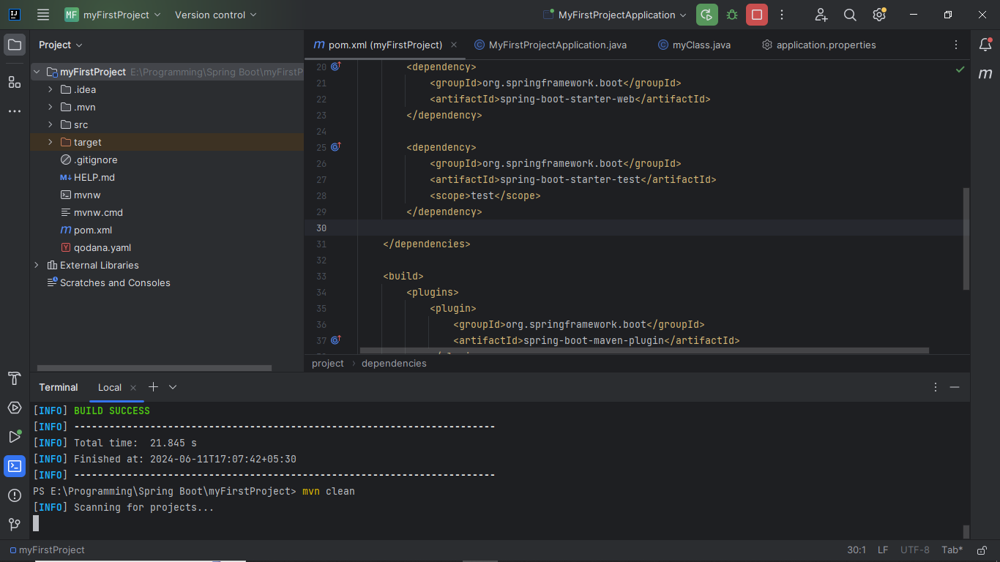 MF myFirstProject Version control MyFirstProjectApplication
Project
myFirstProject E:\Programming\Spring Boot\myFirstP
.idea
.mvn
src
target
.gitignore
M↓ HELP.md
mvnw
mvnw.cmd
m pom.xml
Y qodana.yaml
External Libraries
Scratches and Consoles
m pom.xml (myFirstProject) MyFirstProjectApplication.java myClass.java application.properties
20 <dependency>
21 <groupId>org.springframework.boot</groupId>
22 <artifactId>spring-boot-starter-web</artifactId>
23 </dependency>
24
25 <dependency>
26 <groupId>org.springframework.boot</groupId>
27 <artifactId>spring-boot-starter-test</artifactId>
28 <scope>test</scope>
29 </dependency>
30
31 </dependencies>
32
33 <build>
34 <plugins>
35 <plugin>
36 <groupId>org.springframework.boot</groupId>
37 <artifactId>spring-boot-maven-plugin</artifactId>
project › dependencies
Terminal Local
[INFO] BUILD SUCCESS
[INFO] ------------------------------------------------------------------------
[INFO] Total time:  21.845 s
[INFO] Finished at: 2024-06-11T17:07:42+05:30
[INFO] ------------------------------------------------------------------------
PS E:\Programming\Spring Boot\myFirstProject> mvn clean
[INFO] Scanning for projects...
myFirstProject 30:1 LF UTF-8 Tab*